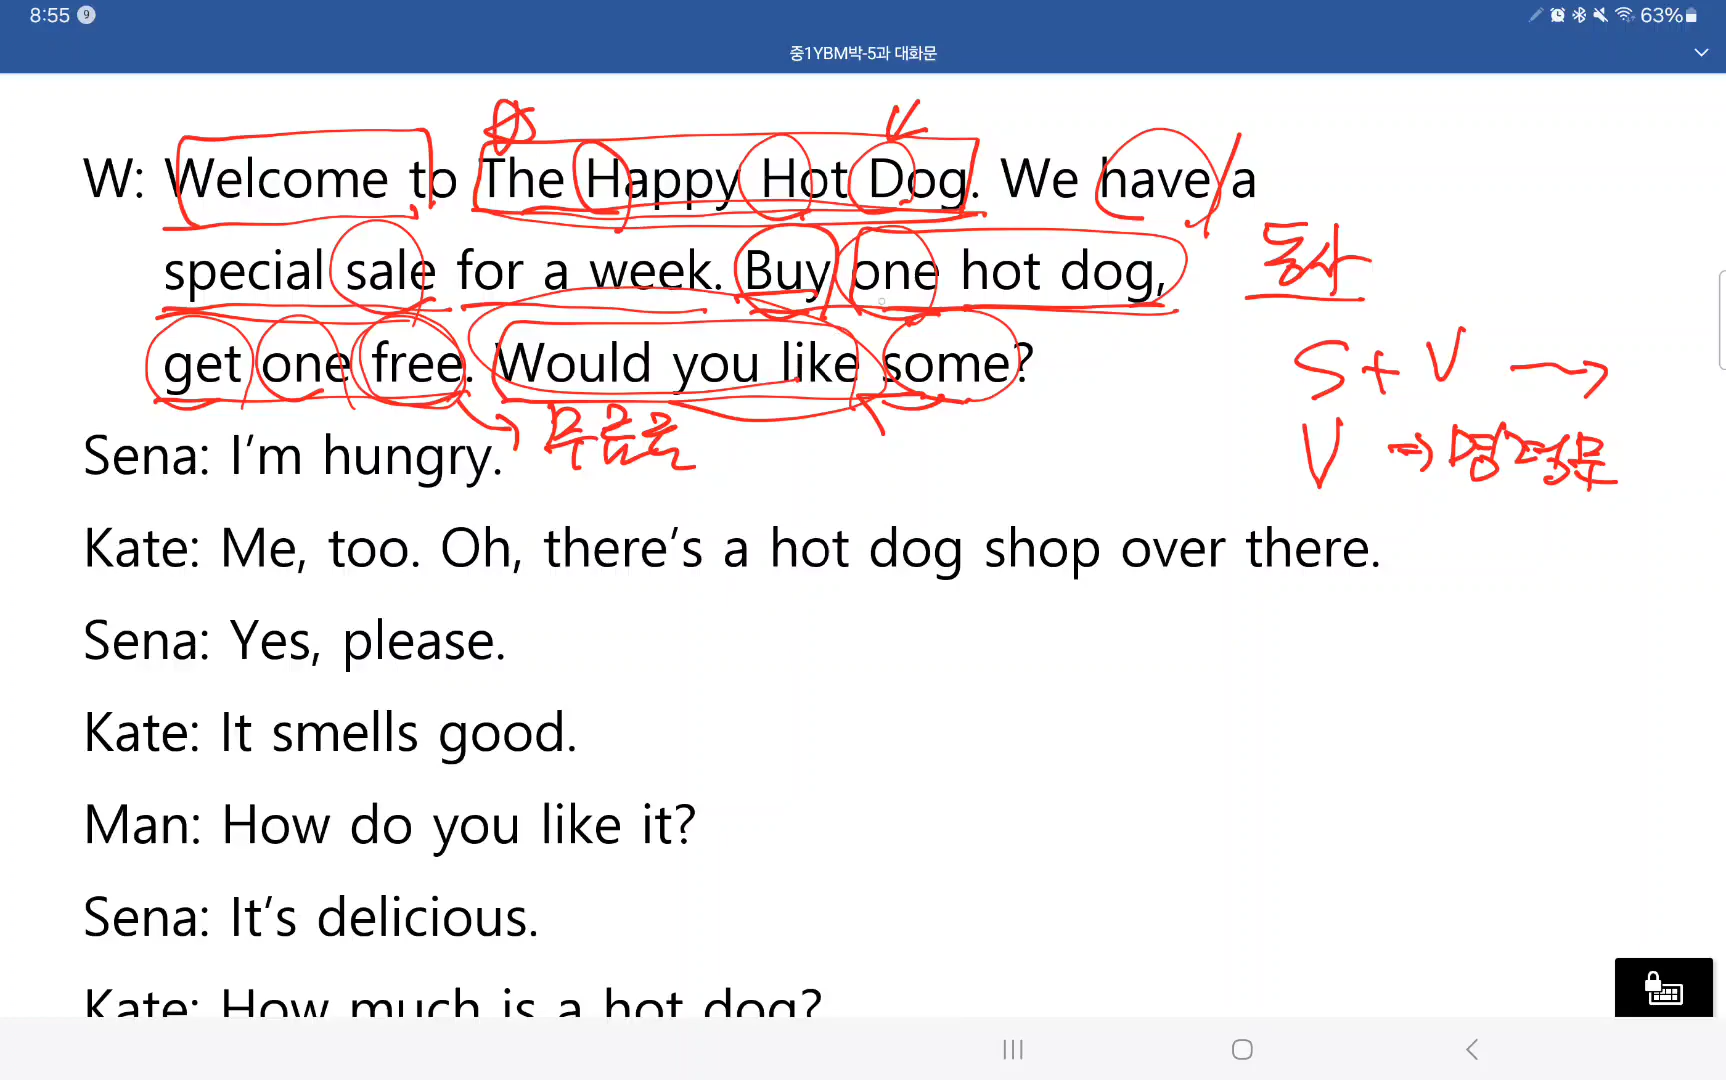 8:55 9 63%
중1YBM박-5과 대화문
W: Welcome to The Happy Hot Dog. We have a
special sale for a week. Buy one hot dog,
동사
get one free. Would you like some?
S + V →
무료로
V ⇒ 명령문
Sena: I’m hungry.
Kate: Me, too. Oh, there’s a hot dog shop over there.
Sena: Yes, please.
Kate: It smells good.
Man: How do you like it?
Sena: It’s delicious.
Kate: How much is a hot dog?